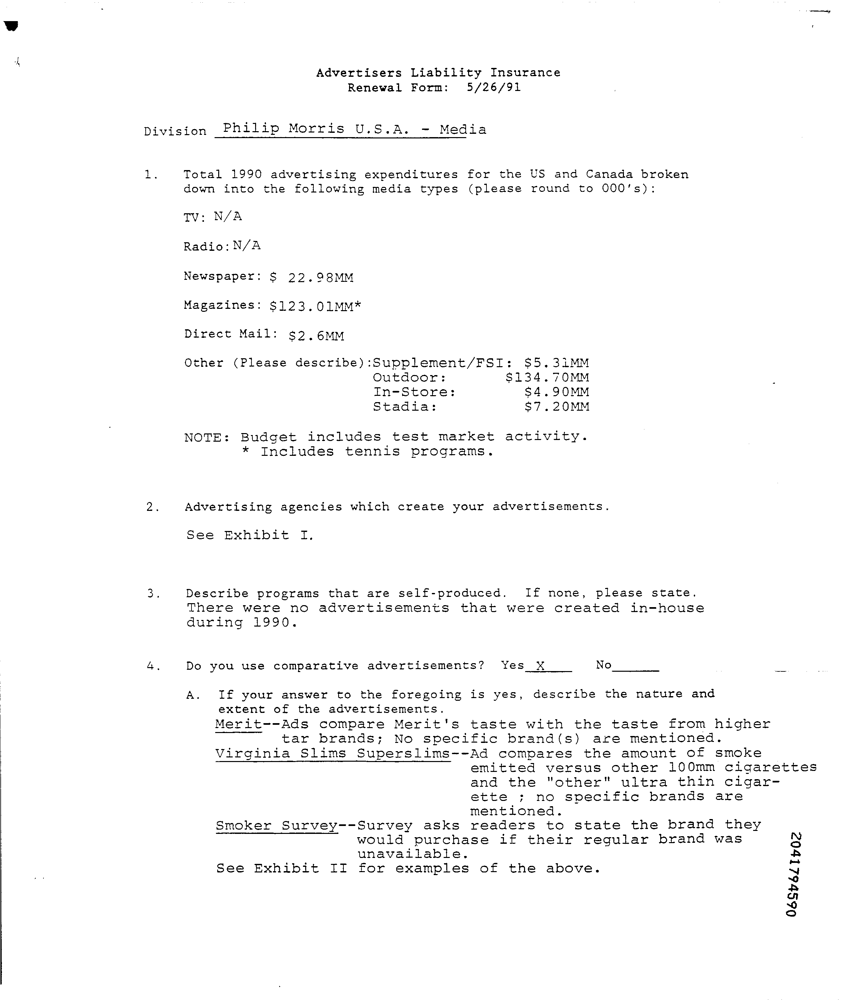 Advertisers Liability Insurance
Renewal Form: 5/26/91
Division Philip Morris U.S.A. - Media
1. Total 1990 advertising expenditures for the US and Canada broken
down into the following media types (please round to 000's):
TV: N/A
Radio: N/A
Newspaper: $ 22.98MM
Magazines: $123.01MM*
Direct Mail: $2.6MM
Other (Please describe):Supplement/FSI: $5.31MM
Outdoor: $134.70MM
In-Store: $4.90MM
Stadia: $7.20MM
NOTE: Budget includes test market activity.
* Includes tennis programs.
2. Advertising agencies which create your advertisements.
See Exhibit I.
3. Describe programs that are self-produced. If none, please state.
There were no advertisements that were created in-house
during 1990.
4. Do you use comparative advertisements? Yes X No
A. If your answer to the foregoing is yes, describe the nature and
extent of the advertisements.
Merit--Ads compare Merit's taste with the taste from higher
tar brands; No specific brand(s) are mentioned.
Virginia Slims Superslims--Ad compares the amount of smoke
emitted versus other 100mm cigarettes
and the "other" ultra thin cigar-
ette ; no specific brands are
mentioned.
Smoker Survey--Survey asks readers to state the brand they
would purchase if their regular brand was
unavailable.
See Exhibit II for examples of the above.
2041794590